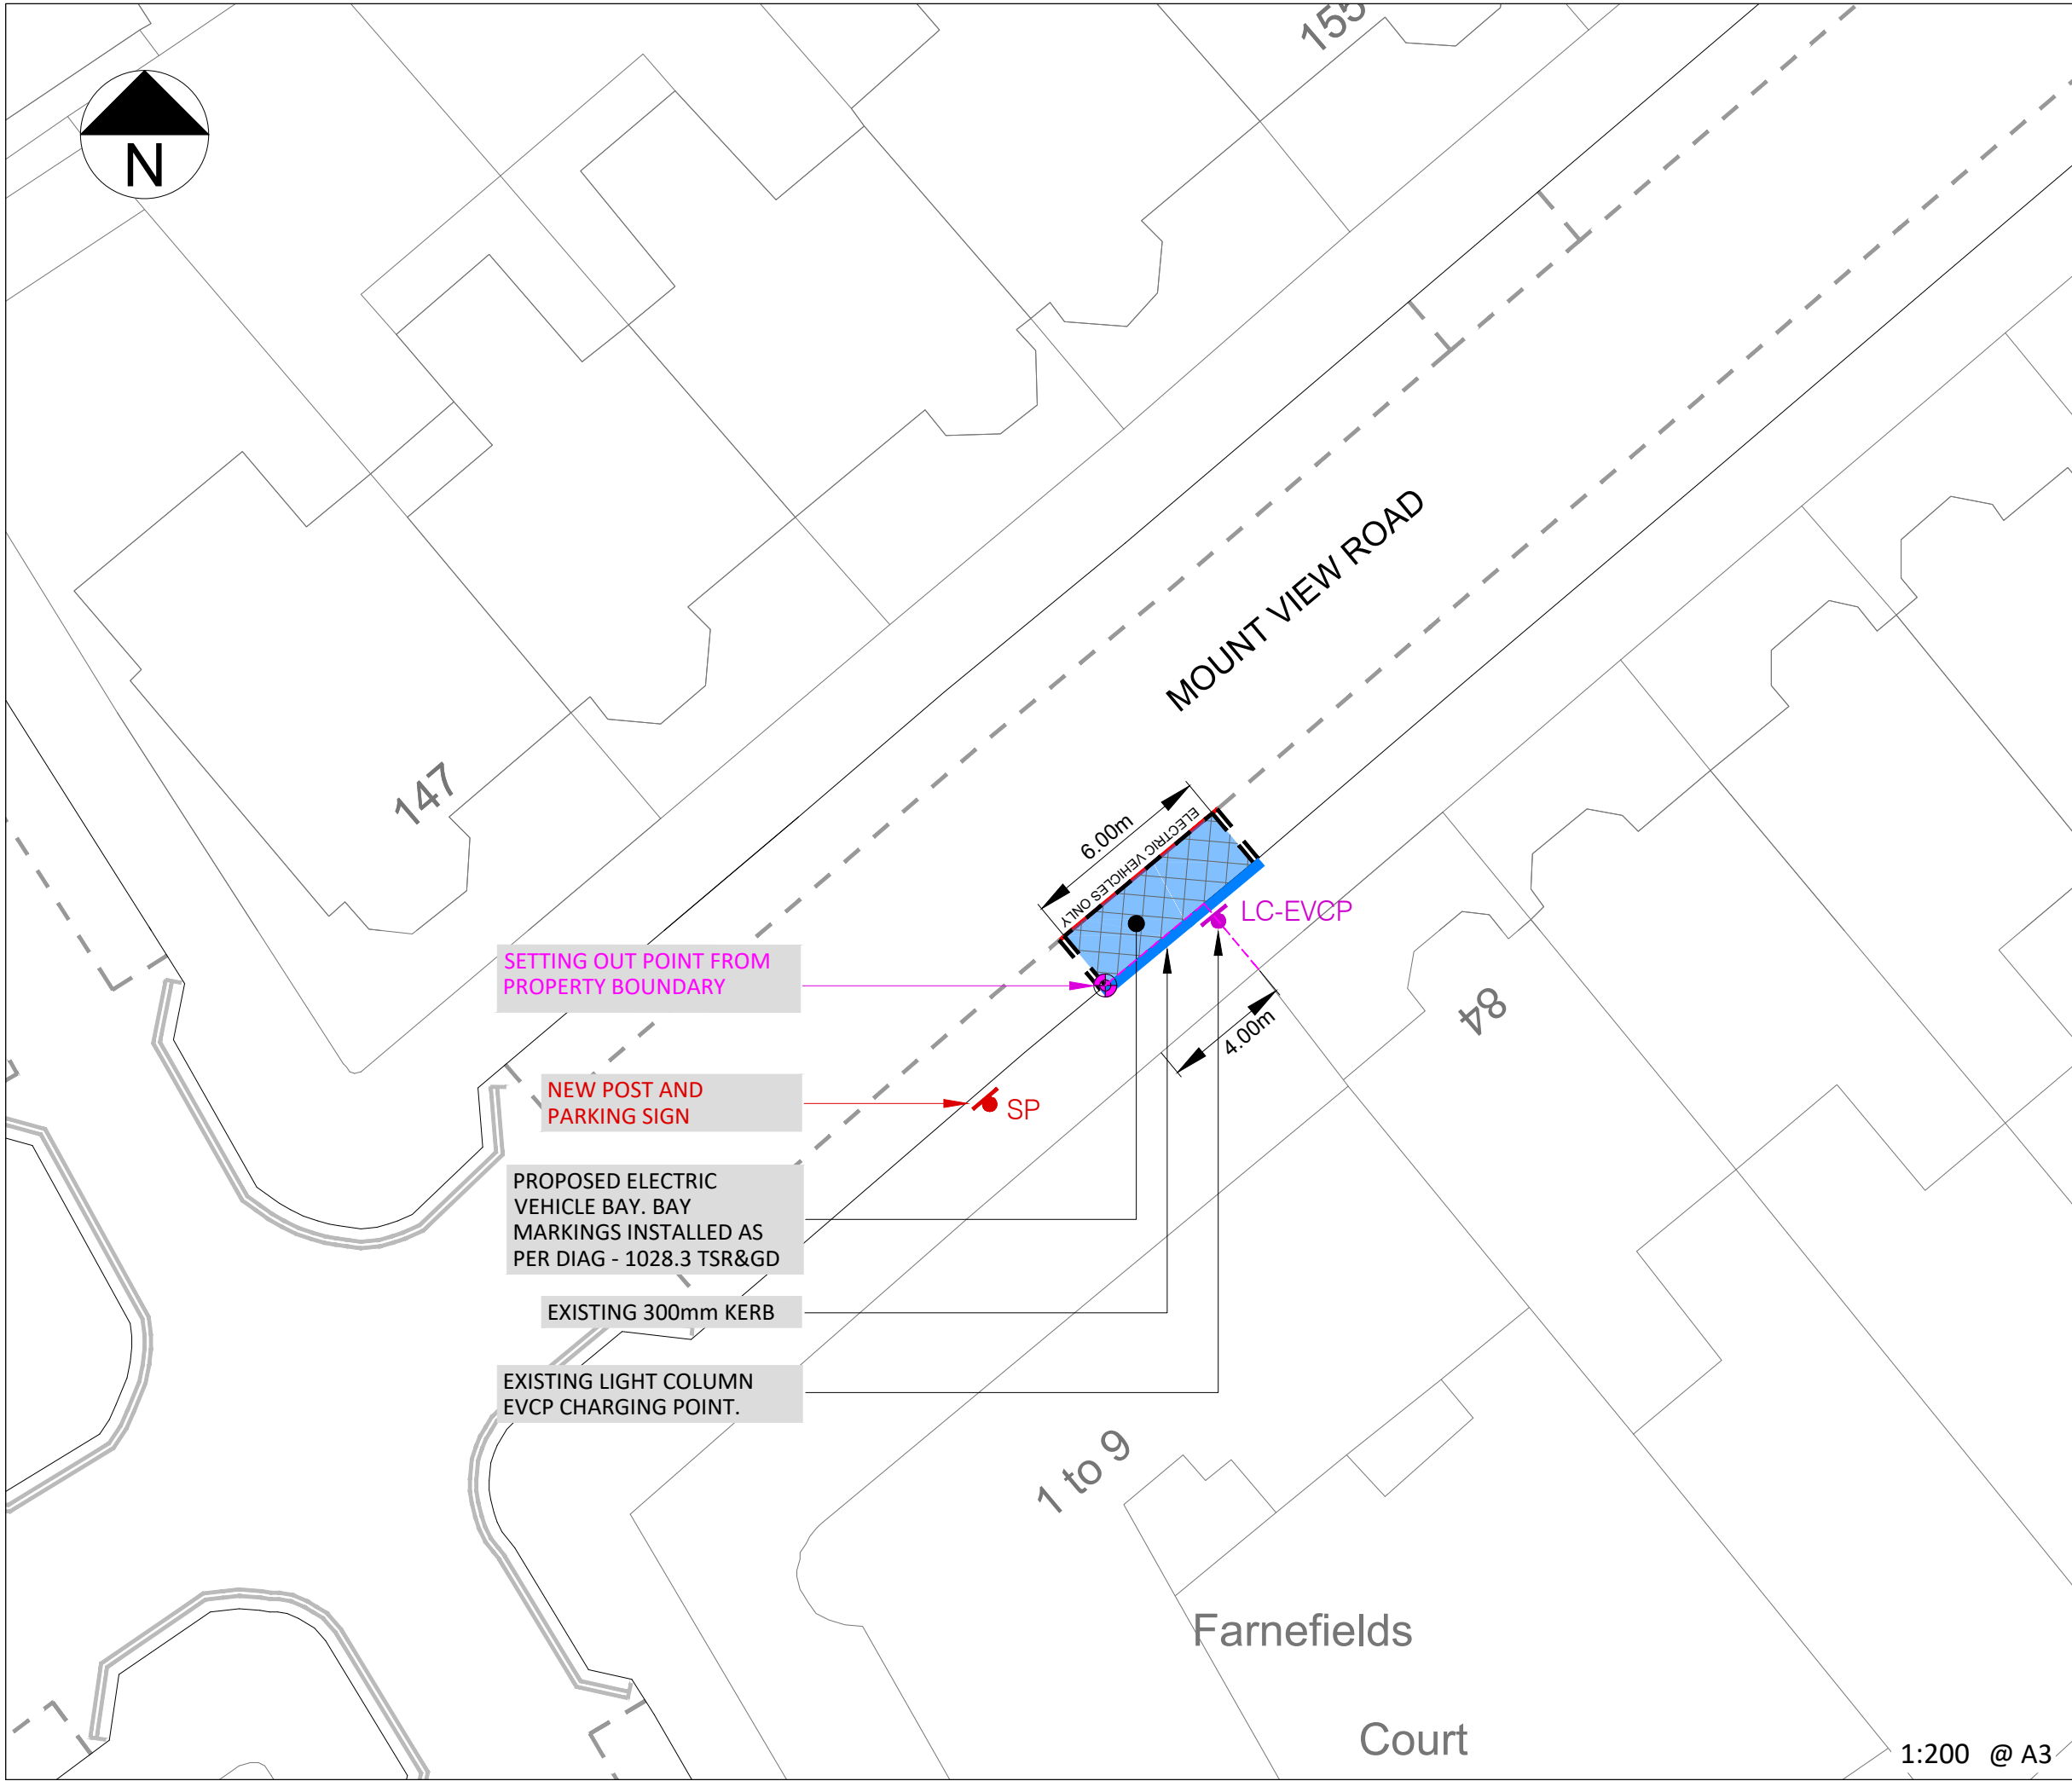 155
N
MOUNT VIEW ROAD
147
6.00m
ELECTRIC VEHICLES ONLY
LC-EVCP
SETTING OUT POINT FROM
PROPERTY BOUNDARY
84
4.00m
NEW POST AND
PARKING SIGN
SP
PROPOSED ELECTRIC
VEHICLE BAY. BAY
MARKINGS INSTALLED AS
PER DIAG - 1028.3 TSR&GD
EXISTING 300mm KERB
EXISTING LIGHT COLUMN
EVCP CHARGING POINT.
1 to 9
Farnefields
Court
1:200 @ A3